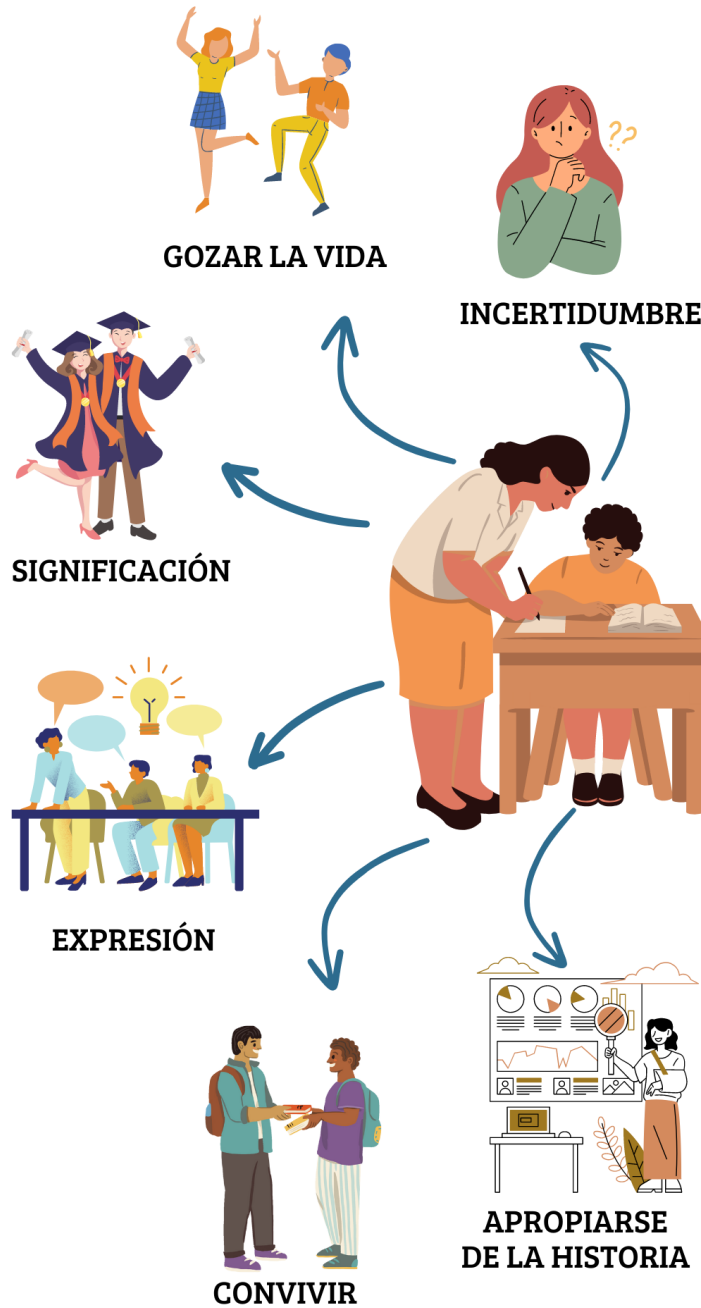 ??
GOZAR LA VIDA
INCERTIDUMBRE
SIGNIFICACIÓN
EXPRESIÓN
CONVIVIR
APROPIARSE
DE LA HISTORIA